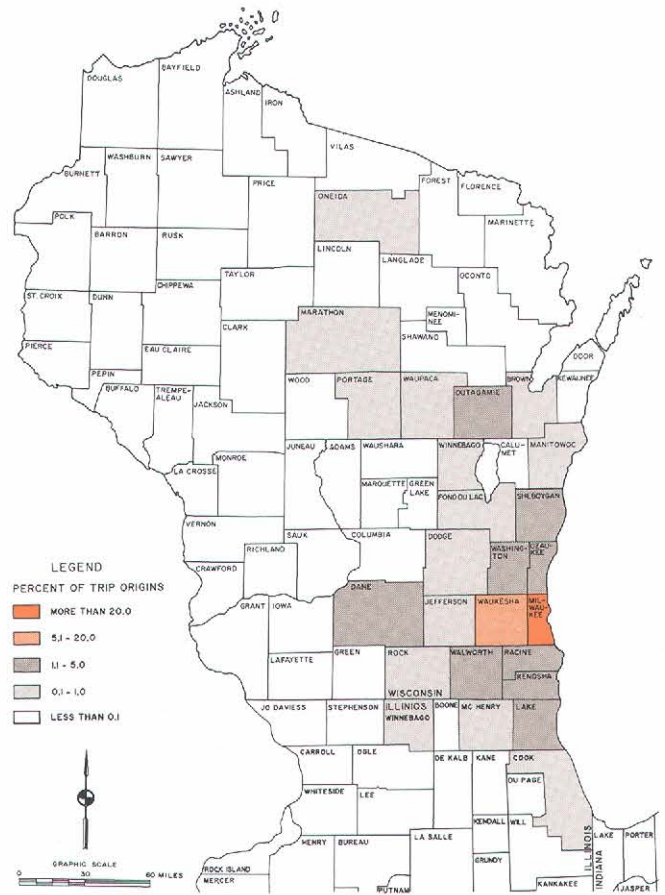 BAYFIELD
DOUGLAS
ASHLAND
IRON
VILAS
WASHBURN
SAWYER
BURNETT
PRICE
FOREST
FLORENCE
ONEIDA
POLK
MARINETTE
BARRON
RUSK
LINCOLN
LANGLADE
OCONTO
TAYLOR
CHIPPEWA
ST. CROIX
DUNN
MARATHON
MENOMI-
NEE
CLARK
SHAWANO
PIERCE
EAU CLAIRE
DOOR
PEPIN
WOOD
PORTAGE
WAUPACA
BROWN
KEWAUNEE
BUFFALO
TREMPE-
ALEAU
JACKSON
OUTAGAMIE
JUNEAU
ADAMS
WAUSHARA
WINNEBAGO
CALU-
MET
MANITOWOC
MONROE
LA CROSSE
MARQUETTE
GREEN
LAKE
FOND DU LAC
SHEBOYGAN
VERNON
SAUK
COLUMBIA
DODGE
WASHING-
TON
OZAU-
KEE
RICHLAND
CRAWFORD
LEGEND
PERCENT OF TRIP ORIGINS
MORE THAN 20.0
5.1 - 20.0
1.1 - 5.0
0.1 - 1.0
LESS THAN 0.1
DANE
JEFFERSON
WAUKESHA
MIL-
WAU-
KEE
GRANT
IOWA
LAFAYETTE
GREEN
ROCK
WALWORTH
RACINE
KENOSHA
WISCONSIN
ILLINIOS
JO DAVIESS
STEPHENSON
WINNEBAGO
BOONE
MC HENRY
LAKE
CARROLL
OGLE
DE KALB
KANE
COOK
DU PAGE
WHITESIDE
LEE
KENDALL
WILL
LA SALLE
HENRY
BUREAU
GRUNDY
ILLINOIS
INDIANA
LAKE
PORTER
ROCK ISLAND
MERCER
PUTNAM
KANKAKEE
JASPER
GRAPHIC SCALE
0 30 60 MILES